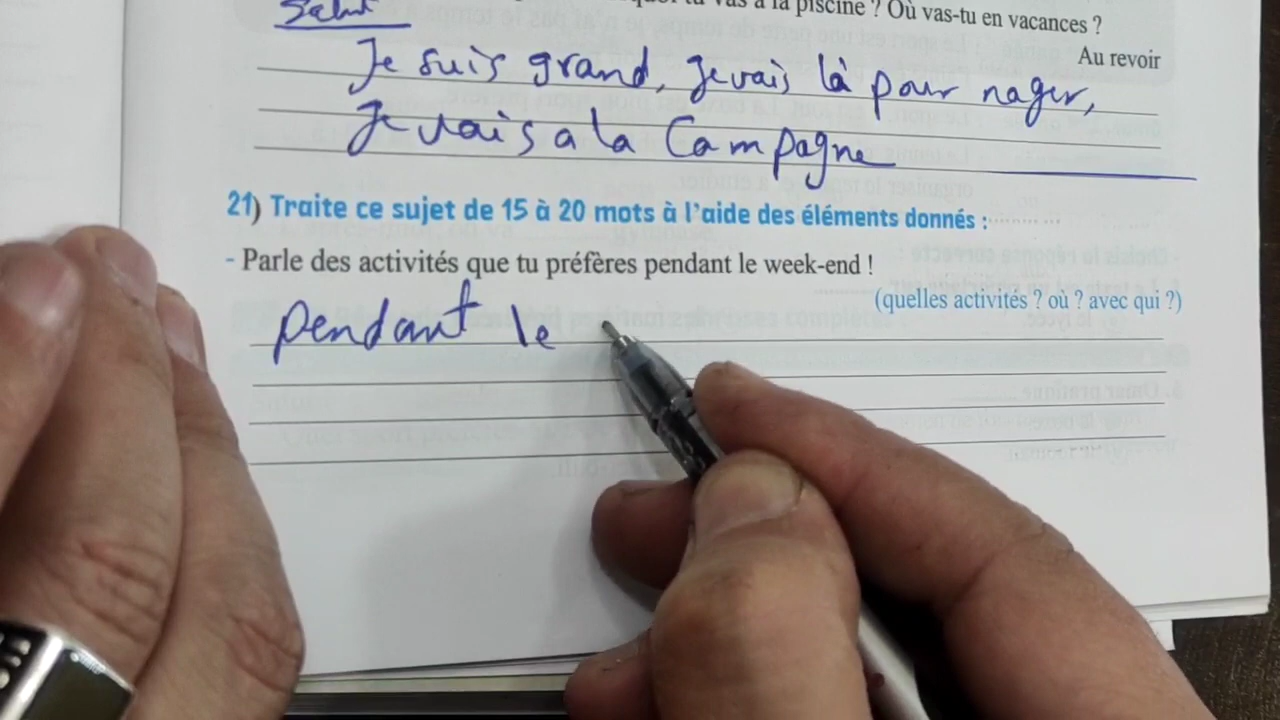 Salut
vas à la piscine ? Où vas-tu en vacances ?
Au revoir
Je suis grand, je vais là pour nager,
Je vais a la Campagne
21) Traite ce sujet de 15 à 20 mots à l'aide des éléments donnés :
- Parle des activités que tu préfères pendant le week-end !
(quelles activités ? où ? avec qui ?)
pendant le